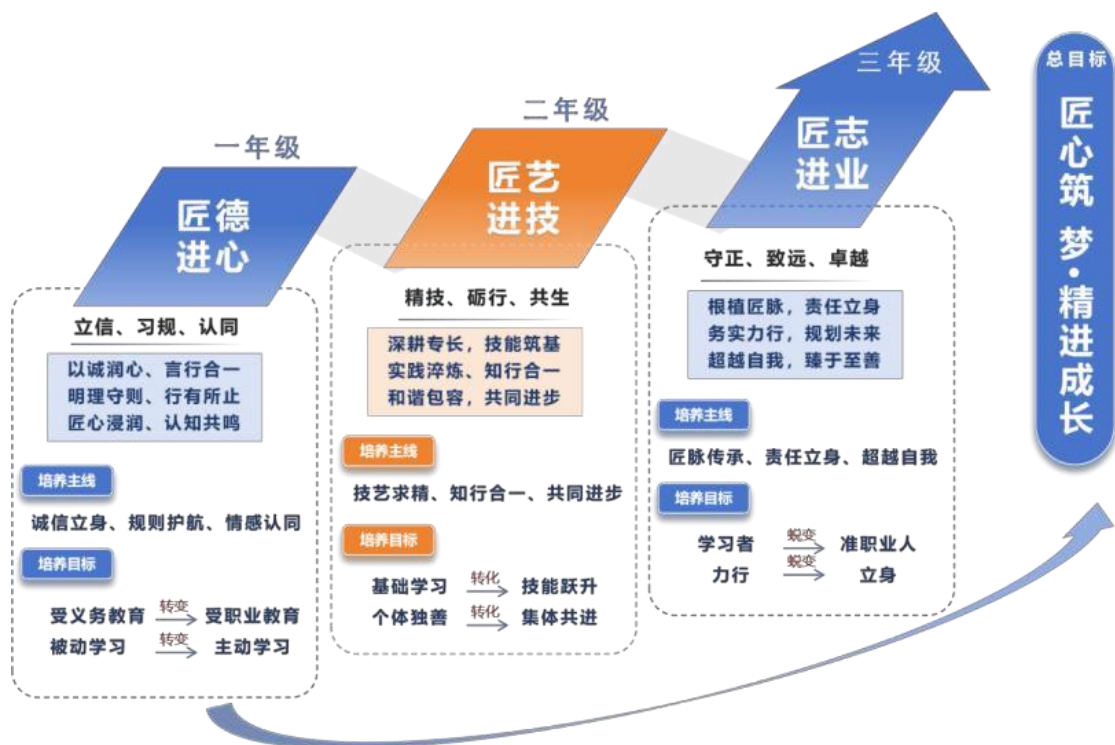 一年级
匠德
进心
立信、习规、认同
以诚润心、言行合一
明理守则、行有所止
匠心浸润、认知共鸣
培养主线
诚信立身、规则护航、情感认同
培养目标
受义务教育 转变 受职业教育
被动学习 转变 主动学习
二年级
匠艺
进技
精技、砺行、共生
深耕专长，技能筑基
实践淬炼、知行合一
和谐包容，共同进步
培养主线
技艺求精、知行合一、共同进步
培养目标
基础学习 转化 技能跃升
个体独善 转化 集体共进
三年级
匠志
进业
守正、致远、卓越
根植匠脉，责任立身
务实力行，规划未来
超越自我，臻于至善
培养主线
匠脉传承、责任立身、超越自我
培养目标
学习者 蜕变 准职业人
力行 蜕变 立身
总目标
匠心筑 梦·精进成长